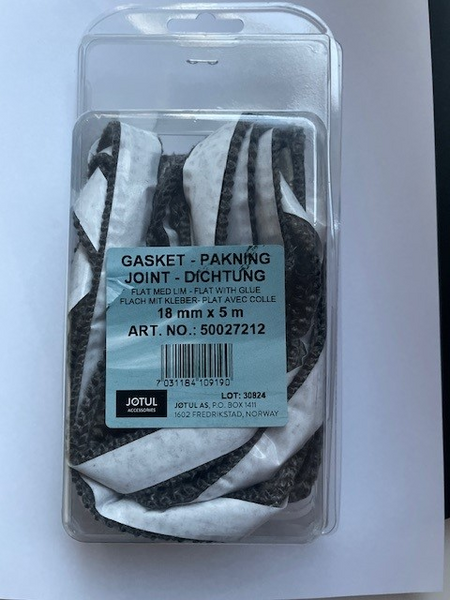 GASKET - PAKNING
JOINT - DICHTUNG
FLAT MED LIM - FLAT WITH GLUE
FLACH MIT KLEBER- PLAT AVEC COLLE
18 mm x 5 m
ART. NO.: 50027212
7 031184 109190
LOT: 30824
JØTUL
ACCESSORIES
JØTUL AS, P.O. BOX 1411
1602 FREDRIKSTAD, NORWAY